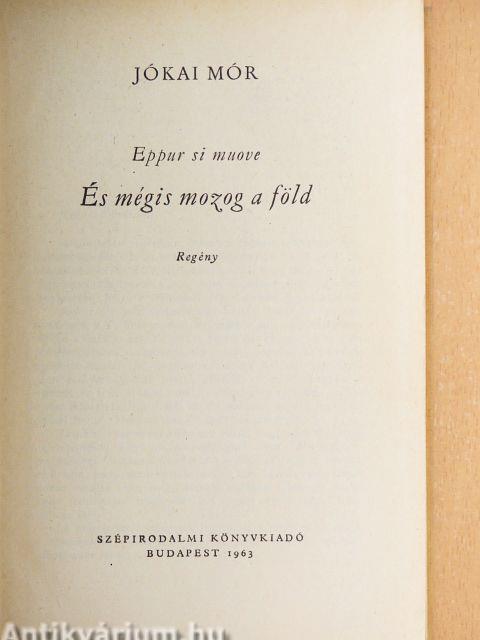 JÓKAI MÓR
Eppur si muove
És mégis mozog a föld
Regény
SZÉPIRODALMI KÖNYVKIADÓ
BUDAPEST 1963
Antikvárium.hu